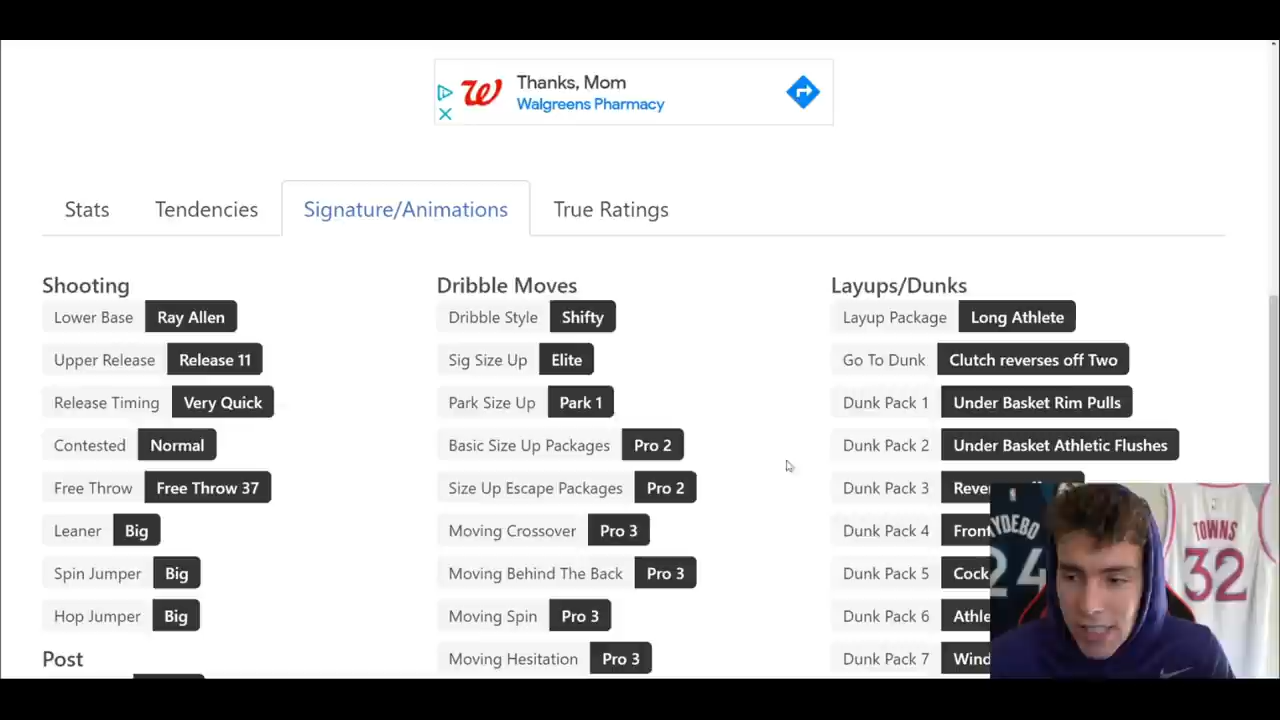 Thanks, Mom
Walgreens Pharmacy
Stats Tendencies Signature/Animations True Ratings
Shooting
Lower Base Ray Allen
Upper Release Release 11
Release Timing Very Quick
Contested Normal
Free Throw Free Throw 37
Leaner Big
Spin Jumper Big
Hop Jumper Big
Post
Dribble Moves
Dribble Style Shifty
Sig Size Up Elite
Park Size Up Park 1
Basic Size Up Packages Pro 2
Size Up Escape Packages Pro 2
Moving Crossover Pro 3
Moving Behind The Back Pro 3
Moving Spin Pro 3
Moving Hesitation Pro 3
Layups/Dunks
Layup Package Long Athlete
Go To Dunk Clutch reverses off Two
Dunk Pack 1 Under Basket Rim Pulls
Dunk Pack 2 Under Basket Athletic Flushes
Dunk Pack 3
Dunk Pack 4
Dunk Pack 5
Dunk Pack 6
Dunk Pack 7
TOWNS
32
24